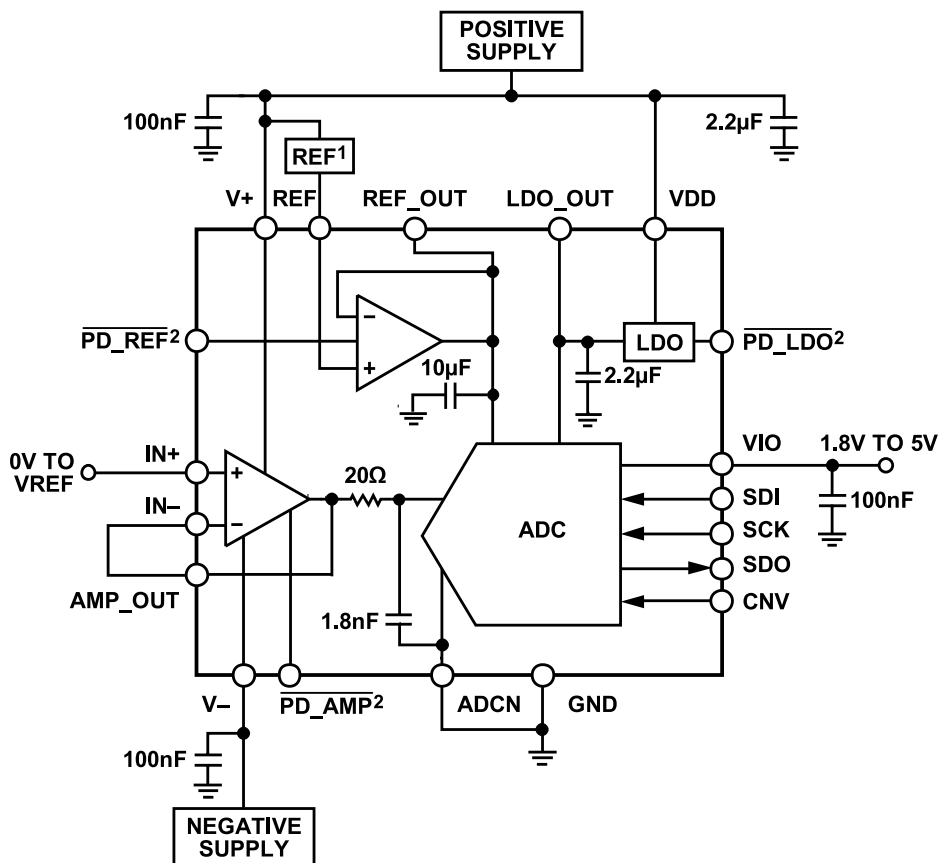 POSITIVE
SUPPLY
100nF
2.2µF
REF1
V+
REF
REF_OUT
LDO_OUT
VDD
PD_REF2
−
+
LDO
PD_LDO2
10µF
2.2µF
VIO
1.8V TO 5V
0V TO
VREF
IN+
+
20Ω
SDI
100nF
IN–
−
ADC
SCK
SDO
AMP_OUT
1.8nF
CNV
V–
PD_AMP2
ADCN
GND
100nF
NEGATIVE
SUPPLY